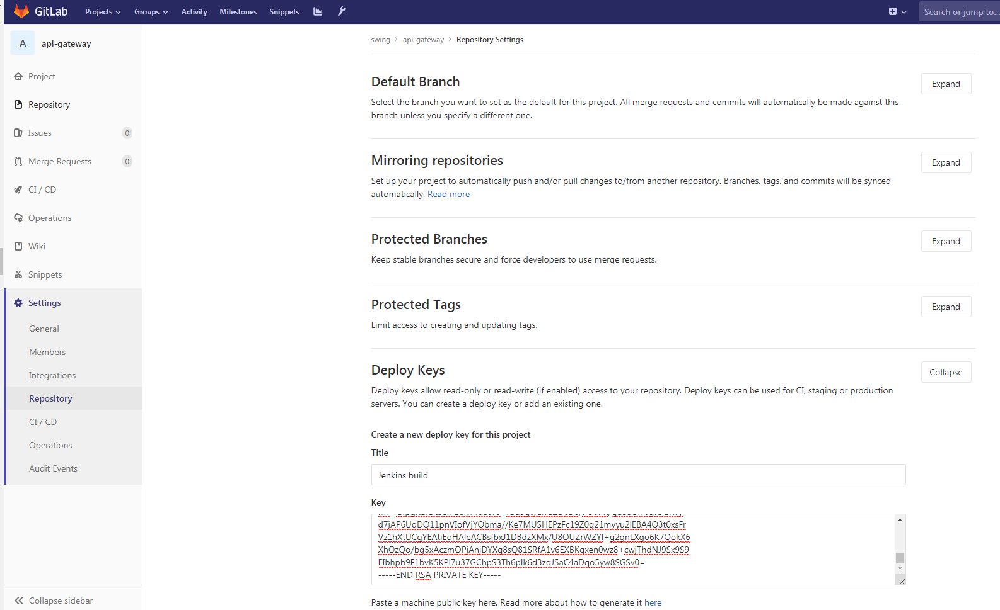 GitLab
Projects
Groups
Activity
Milestones
Snippets
Search or jump to...
A
api-gateway
Project
Repository
Issues
0
Merge Requests
0
CI / CD
Operations
Wiki
Snippets
Settings
General
Members
Integrations
Repository
CI / CD
Operations
Audit Events
Collapse sidebar
swing > api-gateway > Repository Settings
Default Branch
Expand
Select the branch you want to set as the default for this project. All merge requests and commits will automatically be made against this
branch unless you specify a different one.
Mirroring repositories
Expand
Set up your project to automatically push and/or pull changes to/from another repository. Branches, tags, and commits will be synced
automatically. Read more
Protected Branches
Expand
Keep stable branches secure and force developers to use merge requests.
Protected Tags
Expand
Limit access to creating and updating tags.
Deploy Keys
Collapse
Deploy keys allow read-only or read-write (if enabled) access to your repository. Deploy keys can be used for CI, staging or production
servers. You can create a deploy key or add an existing one.
Create a new deploy key for this project
Title
Jenkins build
Key
d7jAP6UqDQ11pnVIofVjYQbma//Ke7MUSHEPzFc19Z0g21myyu2lEBA4Q3t0xsFr
Vz1hXtUCgYEAtiEoHAleACBsfbxJ1DBdzXMx/U8OUZrWZYI+g2gnLXgo6K7QokX6
XhOzQo/bg5xAczmOPjAnjDYXq8sQ81SRfA1v6EXBKqxen0wz8+cwjThdNJ9Sx9S9
EIbhpb9F1bvK5KPI7u37GChpS3Th6pIk6d3zqJSaC4aDqo5yw8SGSv0=
-----END RSA PRIVATE KEY-----
Paste a machine public key here. Read more about how to generate it here